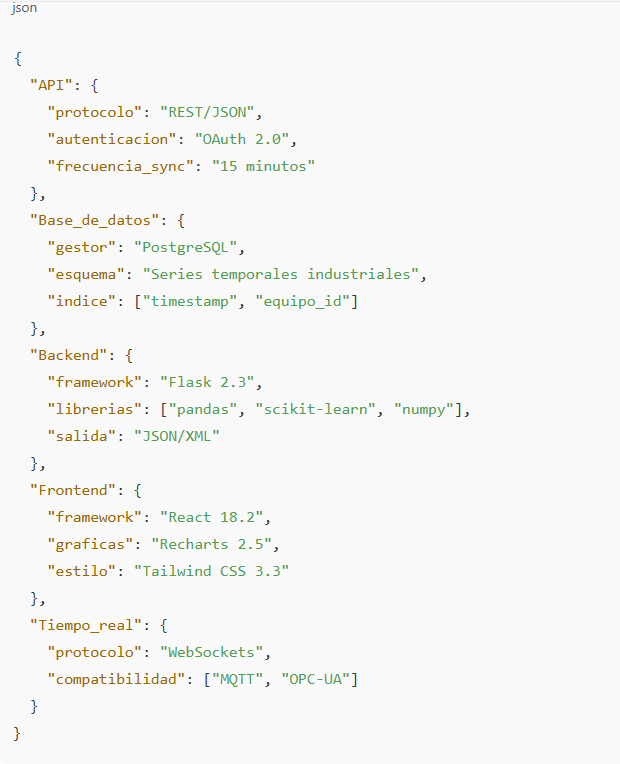 json
{
  "API": {
    "protocolo": "REST/JSON",
    "autenticacion": "OAuth 2.0",
    "frecuencia_sync": "15 minutos"
  },
  "Base_de_datos": {
    "gestor": "PostgreSQL",
    "esquema": "Series temporales industriales",
    "indice": ["timestamp", "equipo_id"]
  },
  "Backend": {
    "framework": "Flask 2.3",
    "librerias": ["pandas", "scikit-learn", "numpy"],
    "salida": "JSON/XML"
  },
  "Frontend": {
    "framework": "React 18.2",
    "graficas": "Recharts 2.5",
    "estilo": "Tailwind CSS 3.3"
  },
  "Tiempo_real": {
    "protocolo": "WebSockets",
    "compatibilidad": ["MQTT", "OPC-UA"]
  }
}